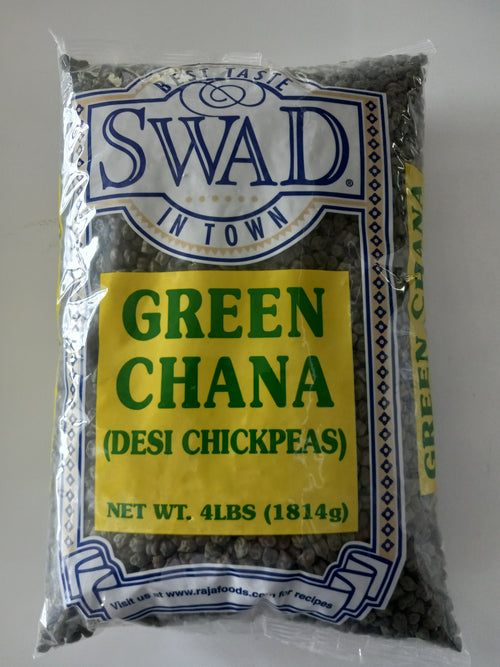 BEST TASTE
SWAD®
IN TOWN
GREEN
CHANA
(DESI CHICKPEAS)
NET WT. 4LBS (1814g)
Visit us at www.rajafoods.com for recipes
GREEN CHANA